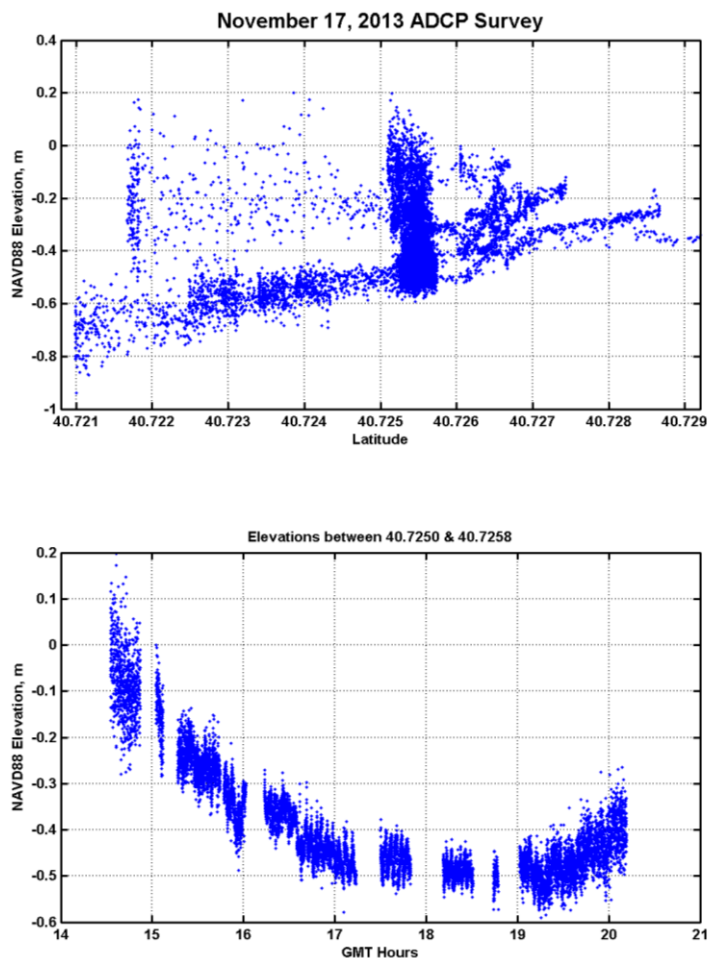 November 17, 2013 ADCP Survey
0.4
0.2
0
-0.2
-0.4
-0.6
-0.8
-1
NAVD88 Elevation, m
40.721 40.722 40.723 40.724 40.725 40.726 40.727 40.728 40.729
Latitude
Elevations between 40.7250 & 40.7258
0.2
0.1
0
-0.1
-0.2
-0.3
-0.4
-0.5
-0.6
NAVD88 Elevation, m
14 15 16 17 18 19 20 21
GMT Hours